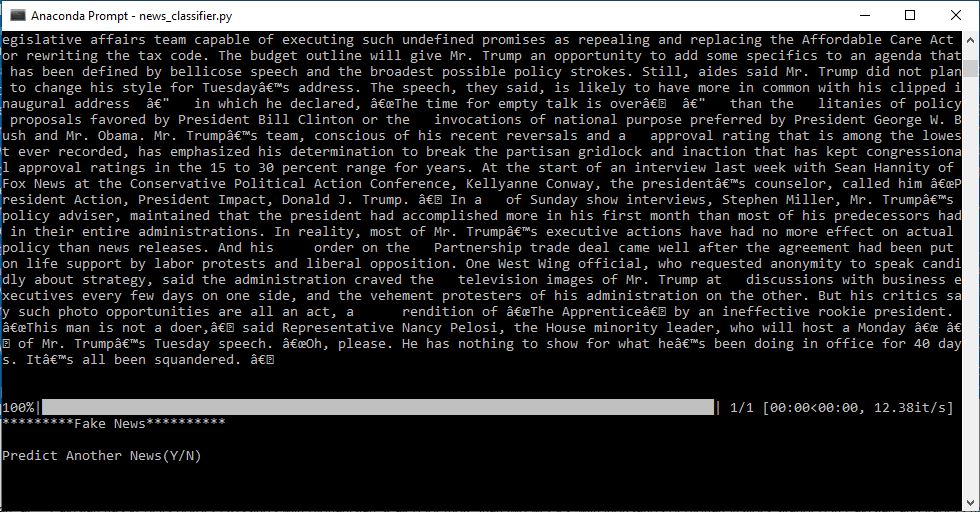 Anaconda Prompt - news_classifier.py
egislative affairs team capable of executing such undefined promises as repealing and replacing the Affordable Care Act
or rewriting the tax code. The budget outline will give Mr. Trump an opportunity to add some specifics to an agenda that
 has been defined by bellicose speech and the broadest possible policy strokes. Still, aides said Mr. Trump did not plan
 to change his style for Tuesdayâ€™s address. The speech, they said, is likely to have more in common with his clipped i
naugural address  â€"   in which he declared, â€œThe time for empty talk is overâ€  â€"   than the    litanies of policy
 proposals favored by President Bill Clinton or the   invocations of national purpose preferred by President George W. B
ush and Mr. Obama. Mr. Trumpâ€™s team, conscious of his recent reversals and a   approval rating that is among the lowes
t ever recorded, has emphasized his determination to break the partisan gridlock and inaction that has kept congressiona
l approval ratings in the 15 to 30 percent range for years. At the start of an interview last week with Sean Hannity of
Fox News at the Conservative Political Action Conference, Kellyanne Conway, the presidentâ€™s counselor, called him â€œP
resident Action, President Impact, Donald J. Trump. â€ In a   of Sunday show interviews, Stephen Miller, Mr. Trumpâ€™s
policy adviser, maintained that the president had accomplished more in his first month than most of his predecessors had
 in their entire administrations. In reality, most of Mr. Trumpâ€™s executive actions have had no more effect on actual
policy than news releases. And his     order on the   Partnership trade deal came well after the agreement had been put
on life support by labor protests and liberal opposition. One West Wing official, who requested anonymity to speak candi
dly about strategy, said the administration craved the   television images of Mr. Trump at   discussions with business e
xecutives every few days on one side, and the vehement protesters of his administration on the other. But his critics sa
y such photo opportunities are all an act, a      rendition of â€œThe Apprenticeâ€ by an ineffective rookie president.
â€œThis man is not a doer,â€ said Representative Nancy Pelosi, the House minority leader, who will host a Monday â€œ â€
 of Mr. Trumpâ€™s Tuesday speech. â€œOh, please. He has nothing to show for what heâ€™s been doing in office for 40 day
s. Itâ€™s all been squandered. â€
100%| | 1/1 [00:00<00:00, 12.38it/s]
*********Fake News**********
Predict Another News(Y/N)